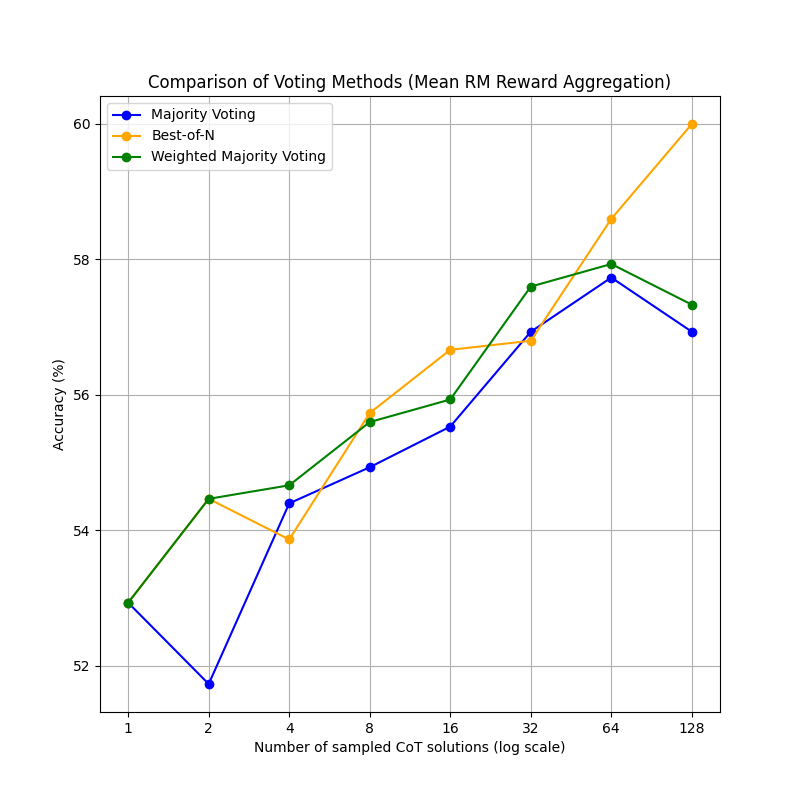 Comparison of Voting Methods (Mean RM Reward Aggregation)
Majority Voting
Best-of-N
Weighted Majority Voting
60
58
56
54
52
Accuracy (%)
1 2 4 8 16 32 64 128
Number of sampled CoT solutions (log scale)